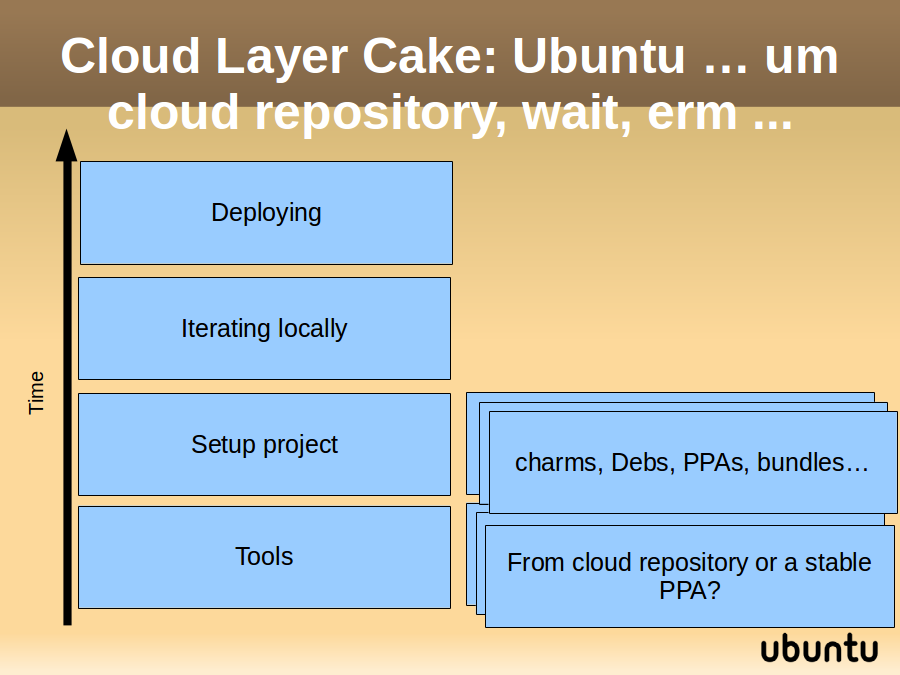 Cloud Layer Cake: Ubuntu … um
cloud repository, wait, erm ...
Deploying
Iterating locally
Time
Setup project
charms, Debs, PPAs, bundles…
Tools
From cloud repository or a stable
PPA?
ubuntu